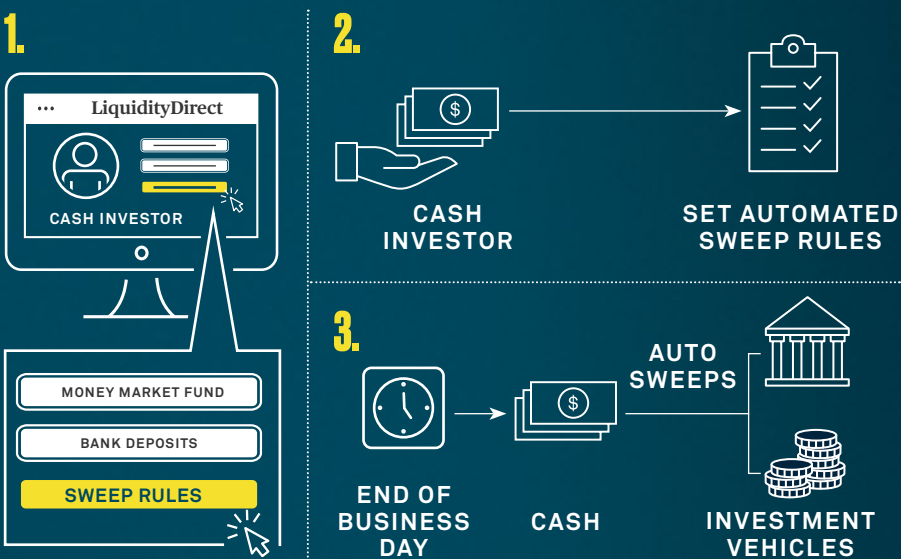 1.
LiquidityDirect
CASH INVESTOR
MONEY MARKET FUND
BANK DEPOSITS
SWEEP RULES
2.
$
CASH
INVESTOR
SET AUTOMATED
SWEEP RULES
3.
$
AUTO
SWEEPS
END OF
BUSINESS
DAY
CASH
INVESTMENT
VEHICLES